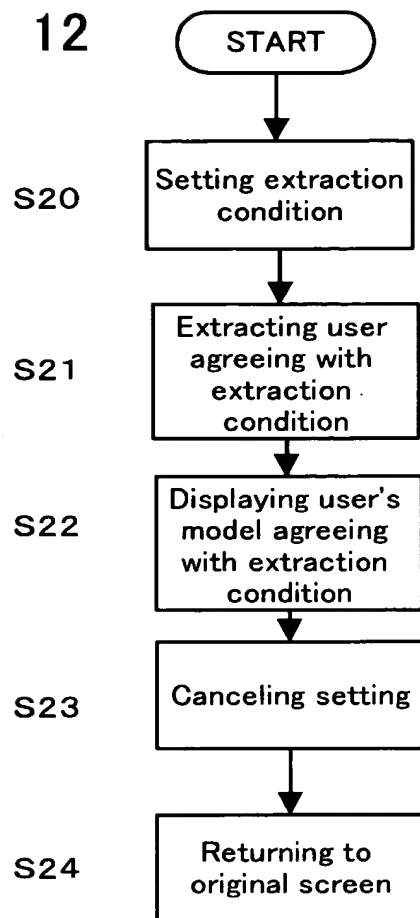 12
START
S20
Setting extraction
condition
S21
Extracting user
agreeing with
extraction
condition
S22
Displaying user's
model agreeing
with extraction
condition
S23
Canceling setting
S24
Returning to
original screen